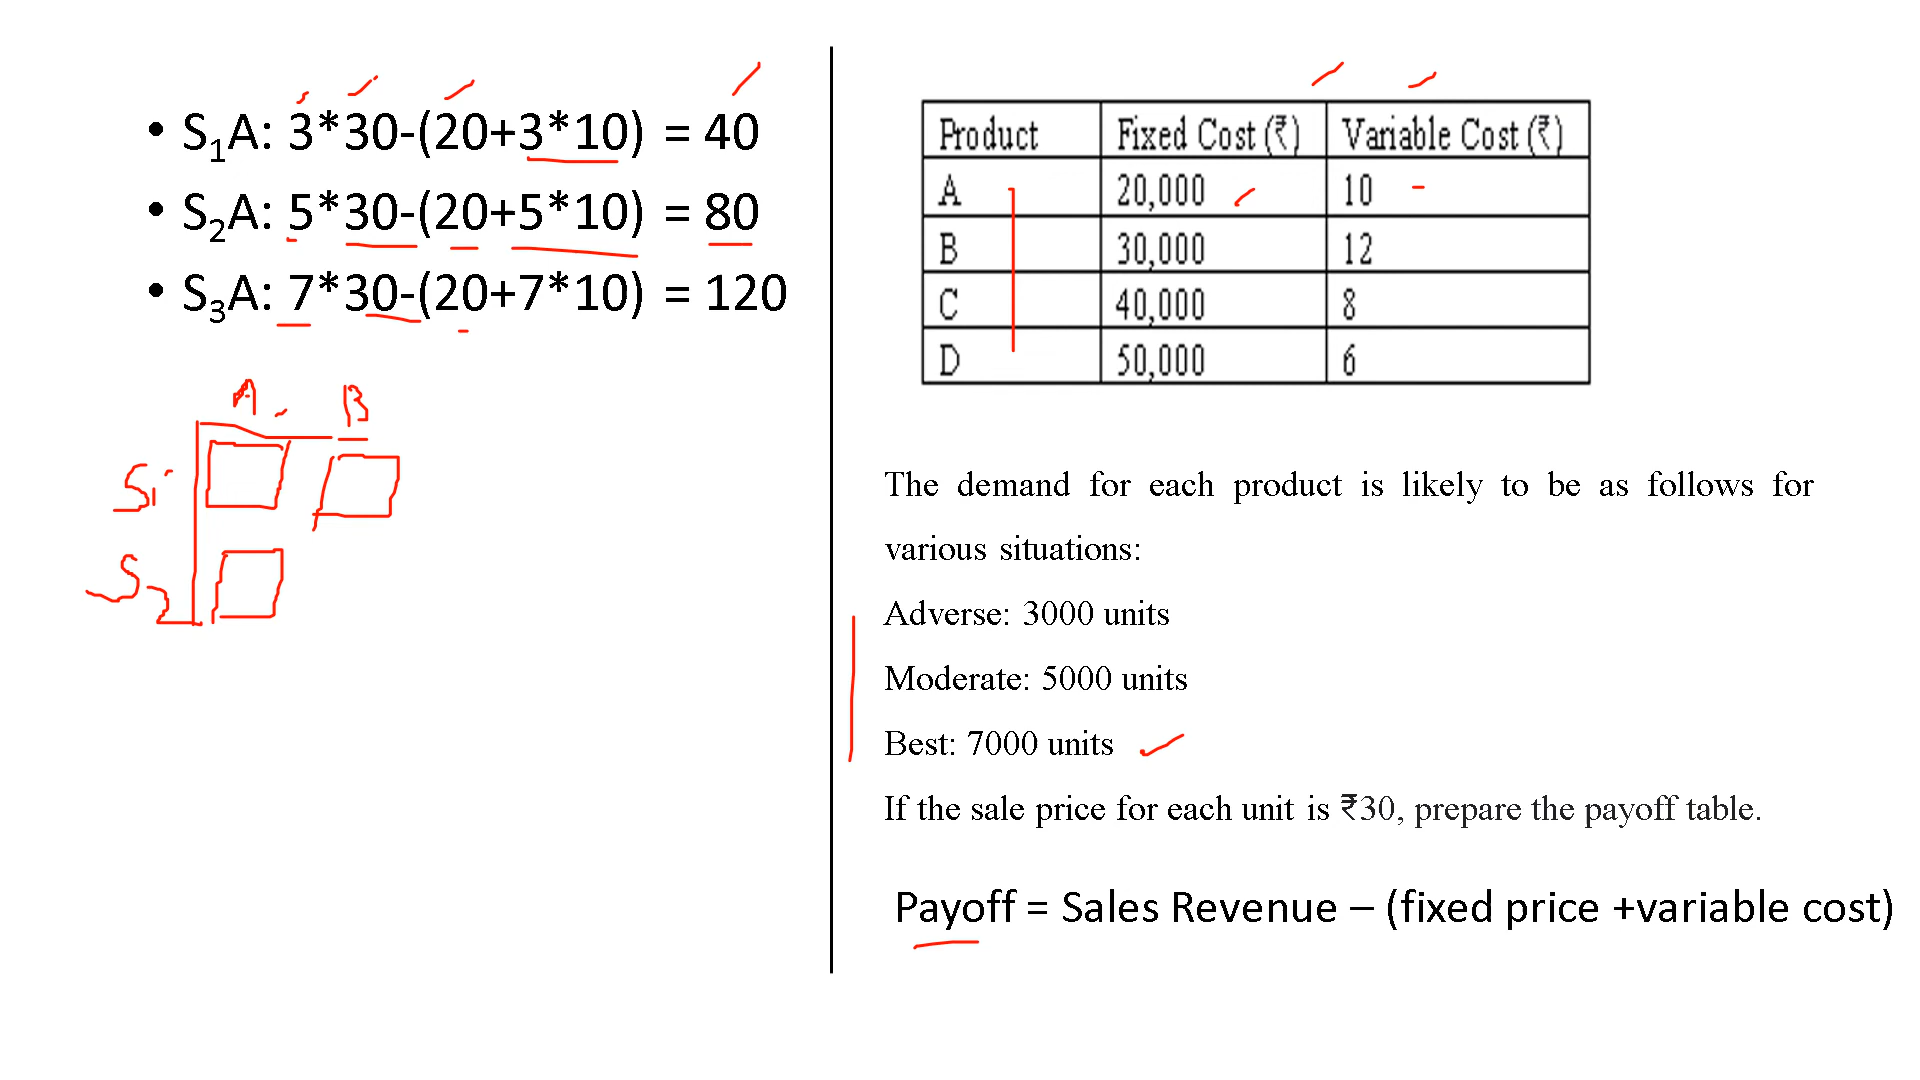 • S₁A: 3*30-(20+3*10) = 40
• S₂A: 5*30-(20+5*10) = 80
• S₃A: 7*30-(20+7*10) = 120
A B
S1
S2
Product Fixed Cost (₹) Variable Cost (₹)
A 20,000 10
B 30,000 12
C 40,000 8
D 50,000 6
The demand for each product is likely to be as follows for
various situations:
Adverse: 3000 units
Moderate: 5000 units
Best: 7000 units
If the sale price for each unit is ₹30, prepare the payoff table.
Payoff = Sales Revenue – (fixed price +variable cost)